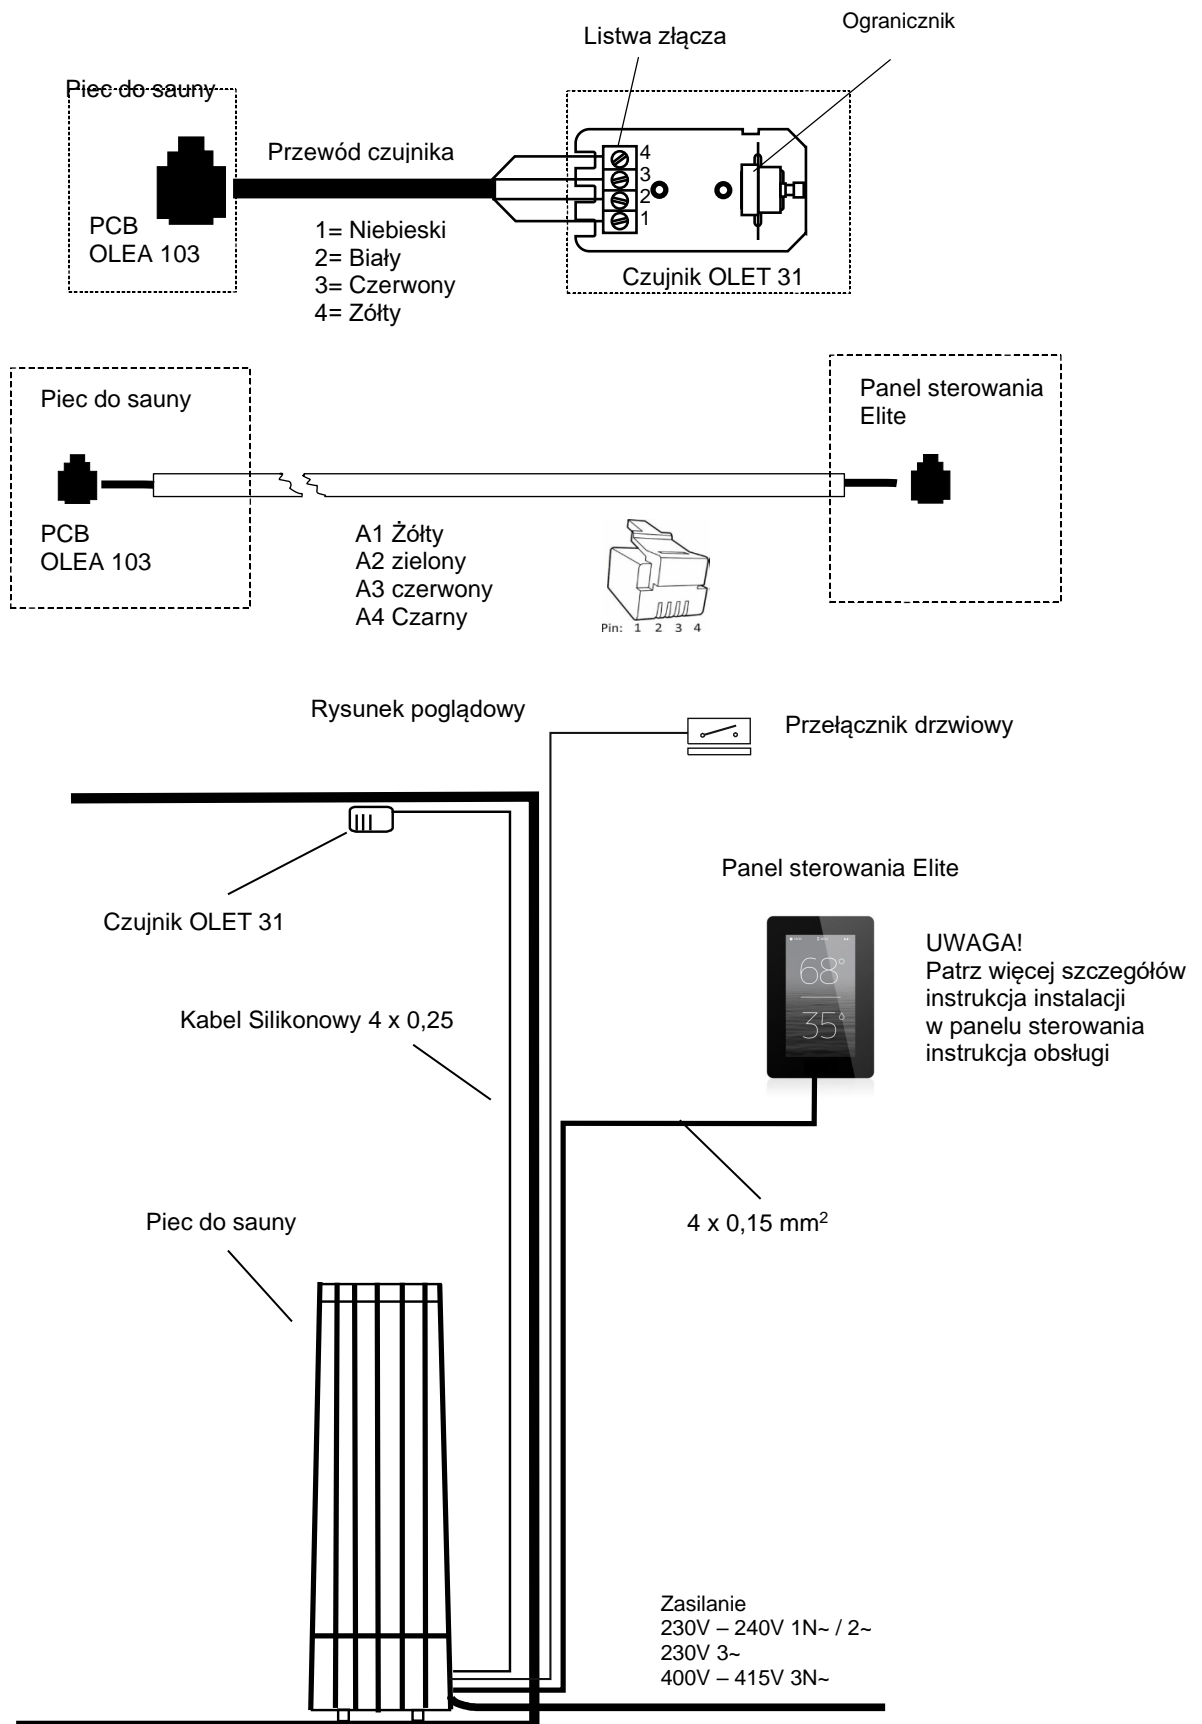 Ogranicznik
Listwa złącza
Piec do sauny
Przewód czujnika
4
3
2
1
PCB
OLEA 103
1= Niebieski
2= Biały
3= Czerwony
4= Zółty
Czujnik OLET 31
Piec do sauny
Panel sterowania
Elite
PCB
OLEA 103
A1 Żółty
A2 zielony
A3 czerwony
A4 Czarny
Pin: 1 2 3 4
Rysunek poglądowy
Przełącznik drzwiowy
Czujnik OLET 31
Panel sterowania Elite
68°
35°
UWAGA!
Patrz więcej szczegółów
instrukcja instalacji
w panelu sterowania
instrukcja obsługi
Kabel Silikonowy 4 x 0,25
4 x 0,15 mm²
Piec do sauny
Zasilanie
230V – 240V 1N~ / 2~
230V 3~
400V – 415V 3N~